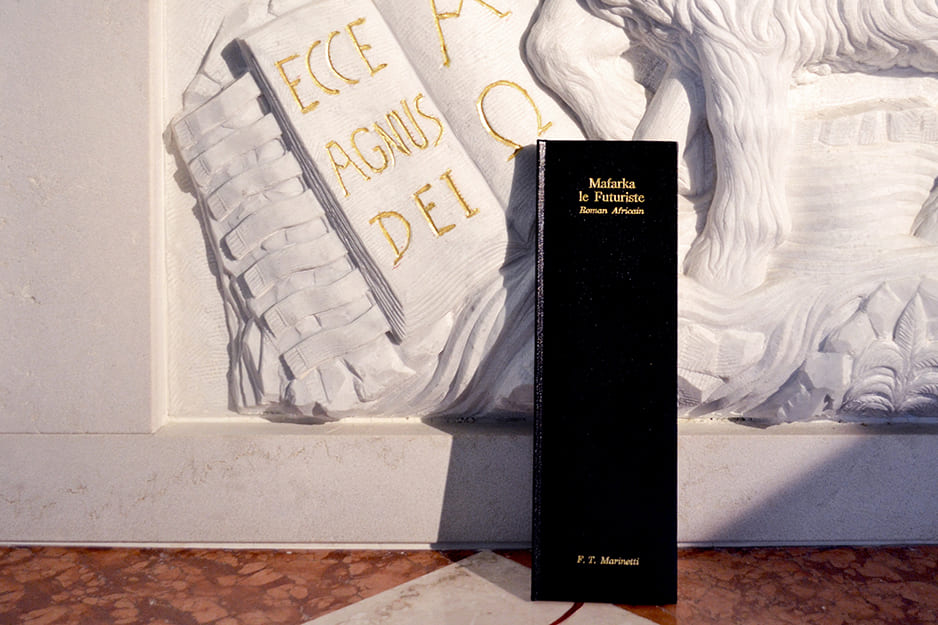 ECCE
AGNUS
DEI
A
Ω
Mafarka
le Futuriste
Roman Africain
F. T. Marinetti